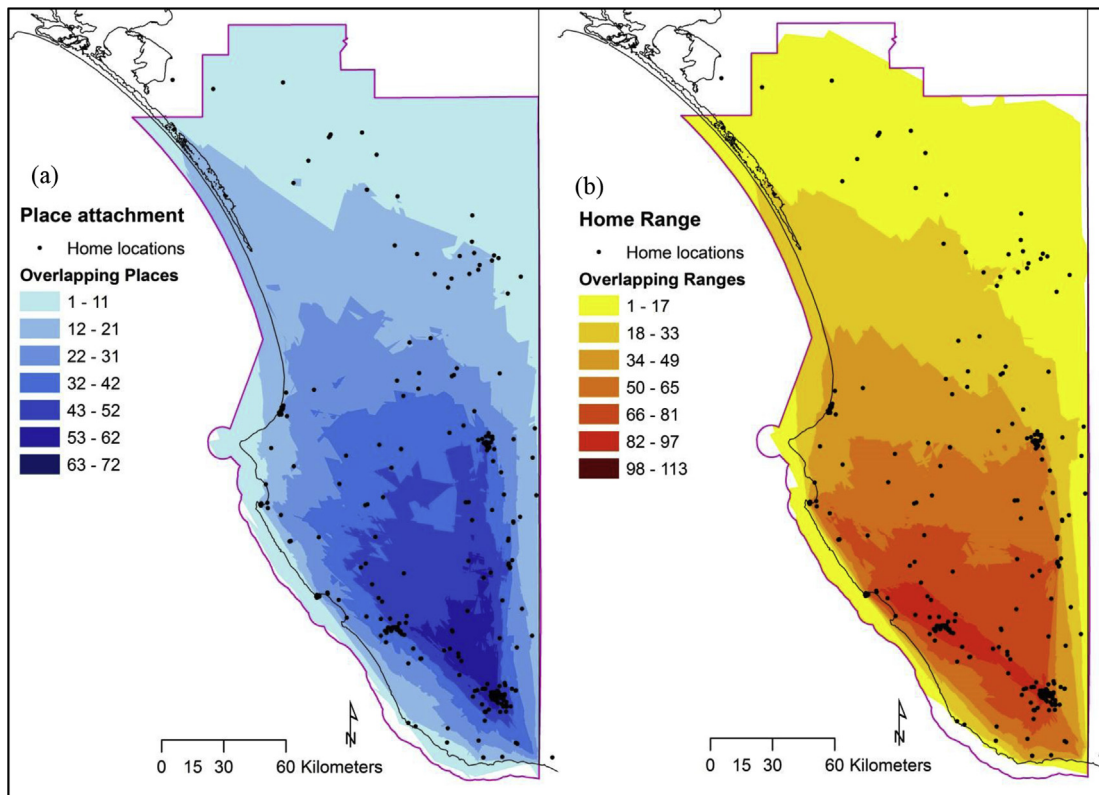 (a)
Place attachment
Home locations
Overlapping Places
1 - 11
12 - 21
22 - 31
32 - 42
43 - 52
53 - 62
63 - 72
N
0 15 30 60 Kilometers
(b)
Home Range
Home locations
Overlapping Ranges
1 - 17
18 - 33
34 - 49
50 - 65
66 - 81
82 - 97
98 - 113
N
0 15 30 60 Kilometers